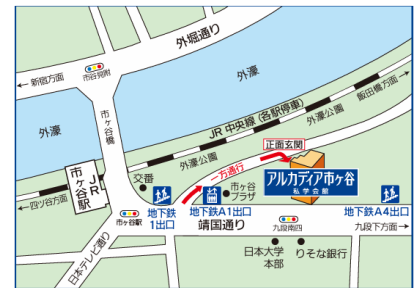 外堀通り
←新宿方面
市谷見附
外濠
飯田橋方面→
市ヶ谷橋
外濠
JR中央線(各駅停車)
外濠公園
正面玄関
外濠公園
一方通行
アルカディア市ヶ谷
私学会館
JR
市ヶ谷駅
交番
市ヶ谷
プラザ
←四ツ谷方面
地下鉄
1出口
地下鉄A1出口
地下鉄A4出口
市ヶ谷駅
靖国通り
九段南四
九段下方面→
日本テレビ通り
日本大学
本部
りそな銀行